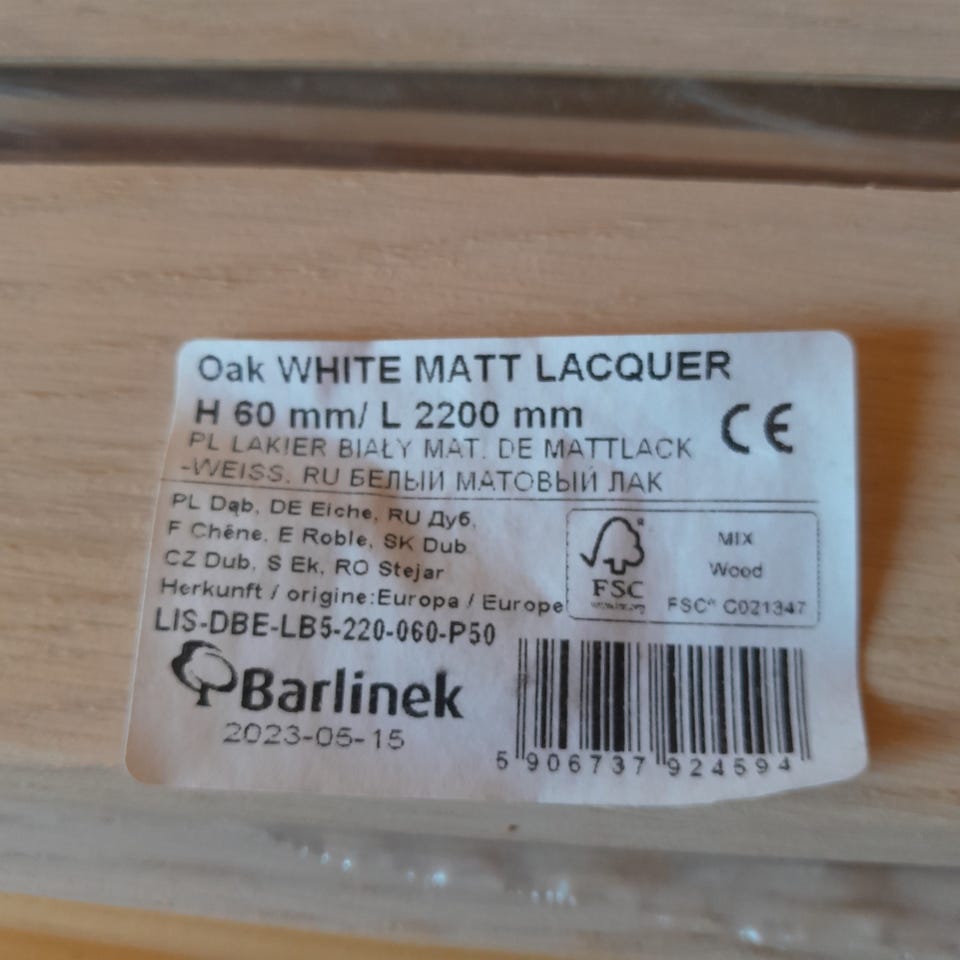 Oak WHITE MATT LACQUER
H 60 mm/ L 2200 mm
CE
PL LAKIER BIAŁY MAT. DE MATTLACK
-WEISS. RU БЕЛЫЙ МАТОВЫЙ ЛАК
PL Dąb, DE Eiche, RU Дуб,
F Chêne, E Roble, SK Dub
CZ Dub, S Ek, RO Stejar
Herkunft / origine:Europa / Europe
FSC
MIX
Wood
FSC® C021347
LIS-DBE-LB5-220-060-P50
Barlinek
2023-05-15
5 906737 924594